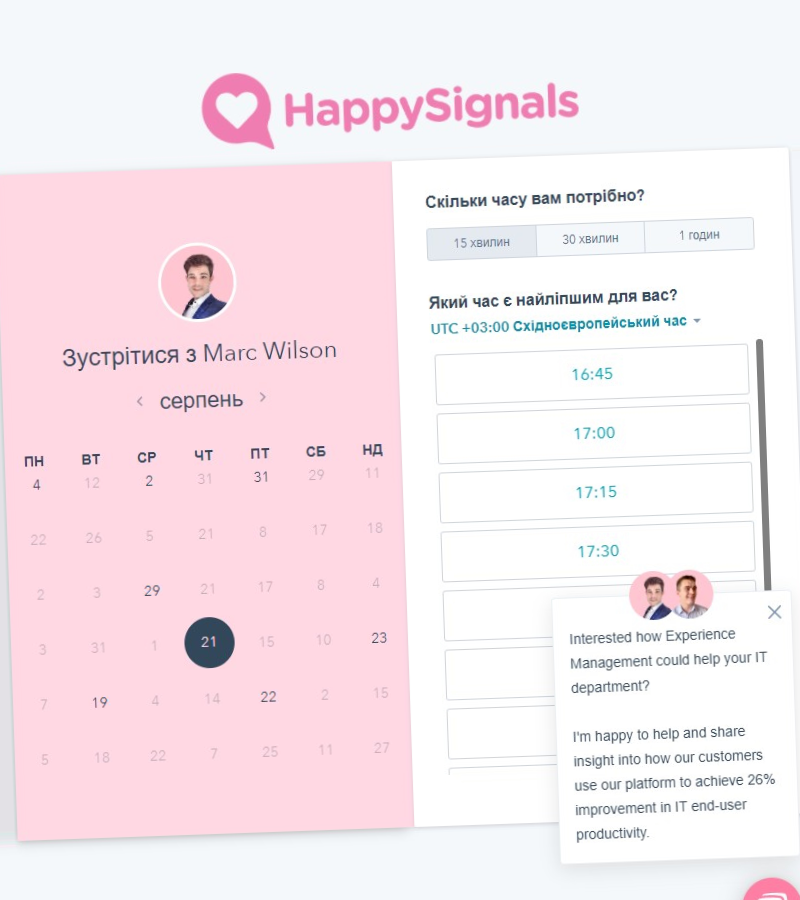 HappySignals
Зустрітися з Marc Wilson
серпень
ПН ВТ СР ЧТ ПТ СБ НД
4 12 2 31 31 29 11
22 26 5 21 8 17 18
2 3 29 21 17 8 4
3 31 1 21 15 10 23
7 19 4 14 22 2 15
5 18 22 7 25 11 27
Скільки часу вам потрібно?
15 хвилин 30 хвилин 1 годин
Який час є найліпшим для вас?
UTC +03:00 Східноєвропейський час
16:45
17:00
17:15
17:30
Interested how Experience
Management could help your IT
department?
I'm happy to help and share
insight into how our customers
use our platform to achieve 26%
improvement in IT end-user
productivity.